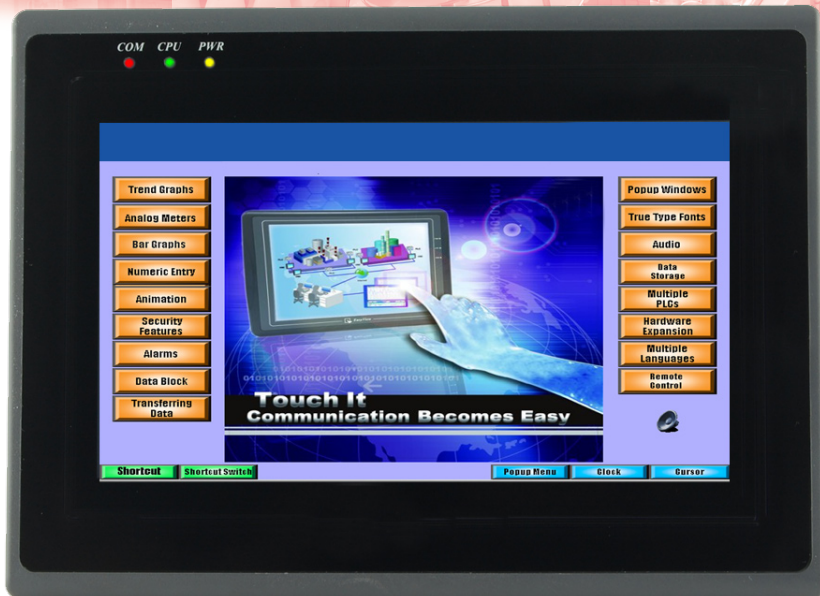 COM CPU PWR
Trend Graphs
Analog Meters
Bar Graphs
Numeric Entry
Animation
Security
Features
Alarms
Data Block
Transferring
Data
Touch It
Communication Becomes Easy
Popup Windows
True Type Fonts
Audio
Data
Storage
Multiple
PLCs
Hardware
Expansion
Multiple
Languages
Remote
Control
Shortcut Shortcut Switch Popup Menu Clock Cursor